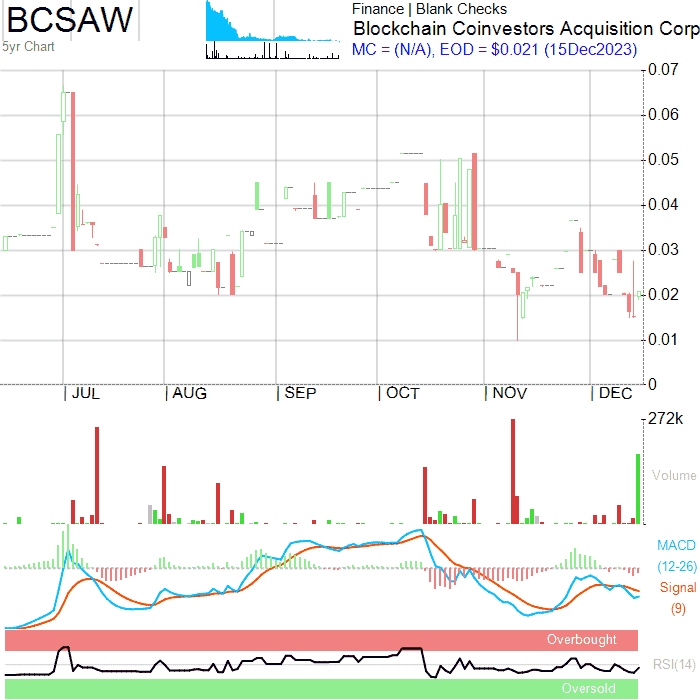 BCSAW
5yr Chart
Finance | Blank Checks
Blockchain Coinvestors Acquisition Corp
MC = (N/A), EOD = $0.021 (15Dec2023)
0.07
0.06
0.05
0.04
0.03
0.02
0.01
0
JUL AUG SEP OCT NOV DEC
272k
Volume
MACD
(12-26)
Signal
(9)
Overbought
RSI(14)
Oversold